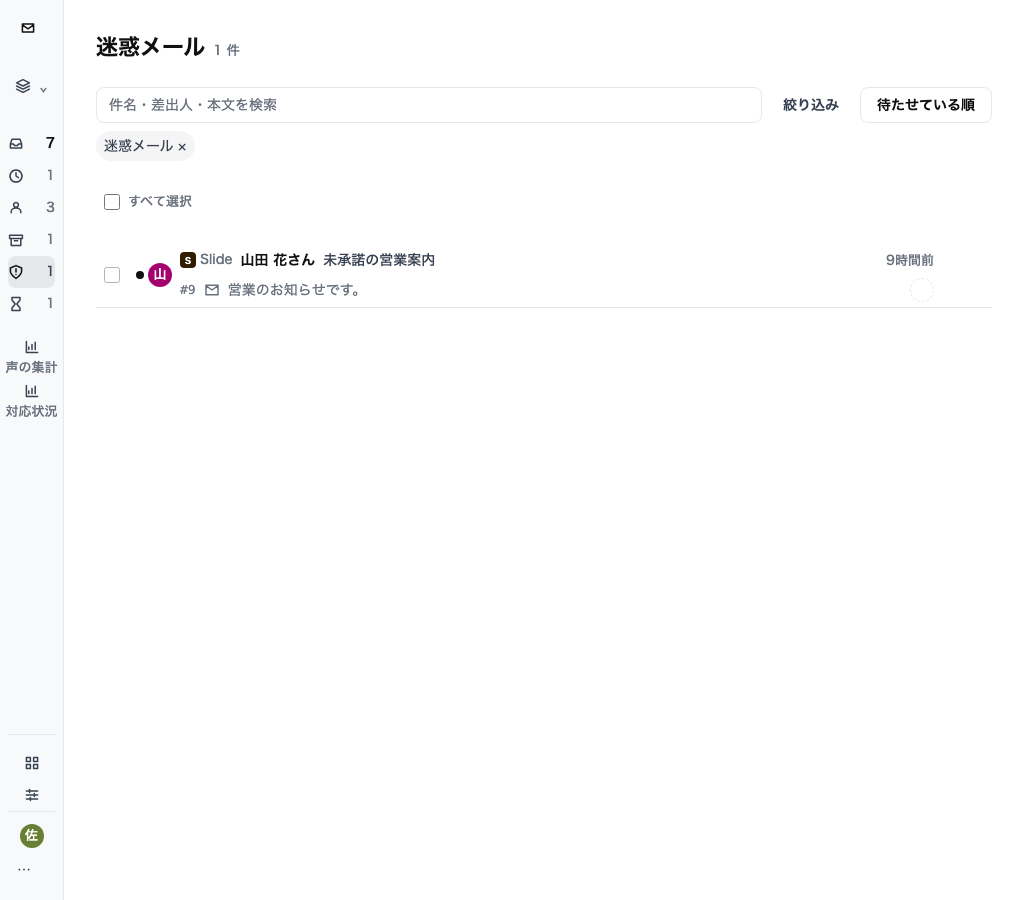 迷惑メール 1 件
件名・差出人・本文を検索
絞り込み
待たせている順
迷惑メール ×
7
1
3
1
1
1
声の集計
対応状況
すべて選択
山
s Slide 山田 花さん 未承諾の営業案内
9時間前
#9 営業のお知らせです。
佐
…